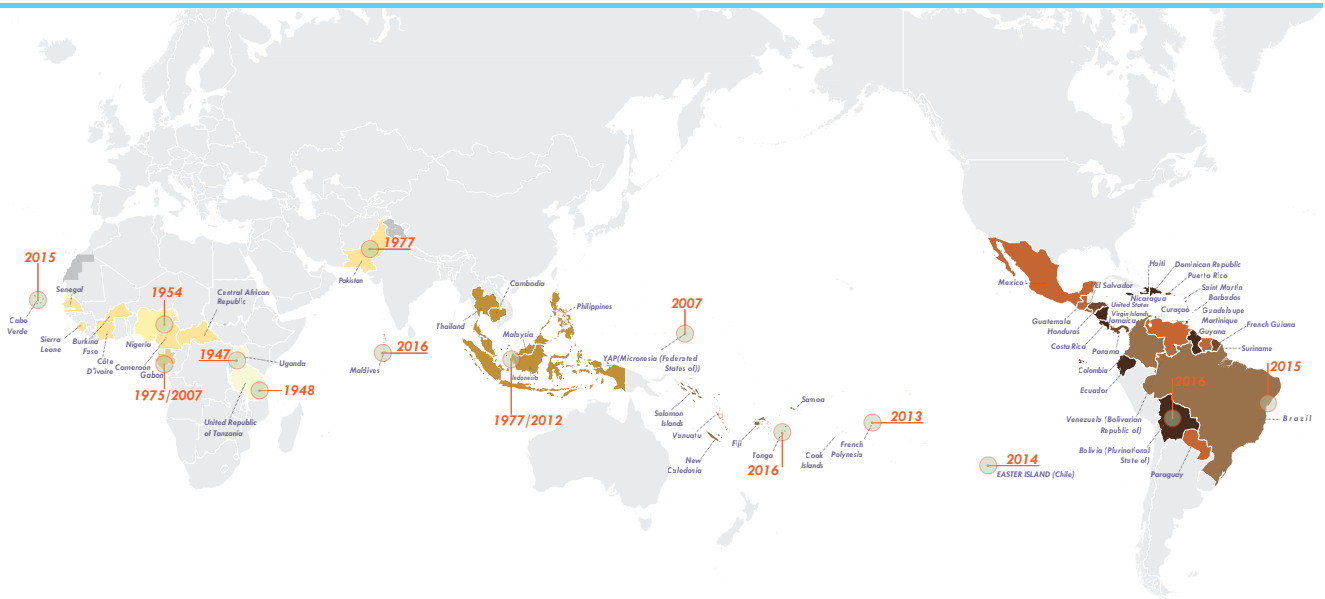 2015
Cabo
Verde
Senegal
Sierra
Leone
Burkina
Faso
Côte
D'ivoire
1954
Nigeria
Cameroon
Gabon
1975/2007
Central African
Republic
1947
Uganda
1948
United Republic
of Tanzania
1977
Pakistan
2016
Maldives
Cambodia
Thailand
Malaysia
Philippines
Indonesia
1977/2012
2007
YAP(Micronesia (Federated
States of))
Solomon
Islands
Vanuatu
New
Caledonia
Fiji
Samoa
Tonga
2016
Cook
Islands
French
Polynesia
2013
2014
EASTER ISLAND (Chile)
Mexico
Guatemala
Honduras
El Salvador
Costa Rica
Panama
Nicaragua
Haiti
Dominican Republic
Puerto Rico
United States
Virgin Islands
Jamaica
Curaçao
Saint Martin
Barbados
Guadeloupe
Martinique
Guyana
French Guiana
Suriname
Colombia
Ecuador
Venezuela (Bolivarian
Republic of)
Bolivia (Plurinational
State of)
Paraguay
2016
2015
Brazil